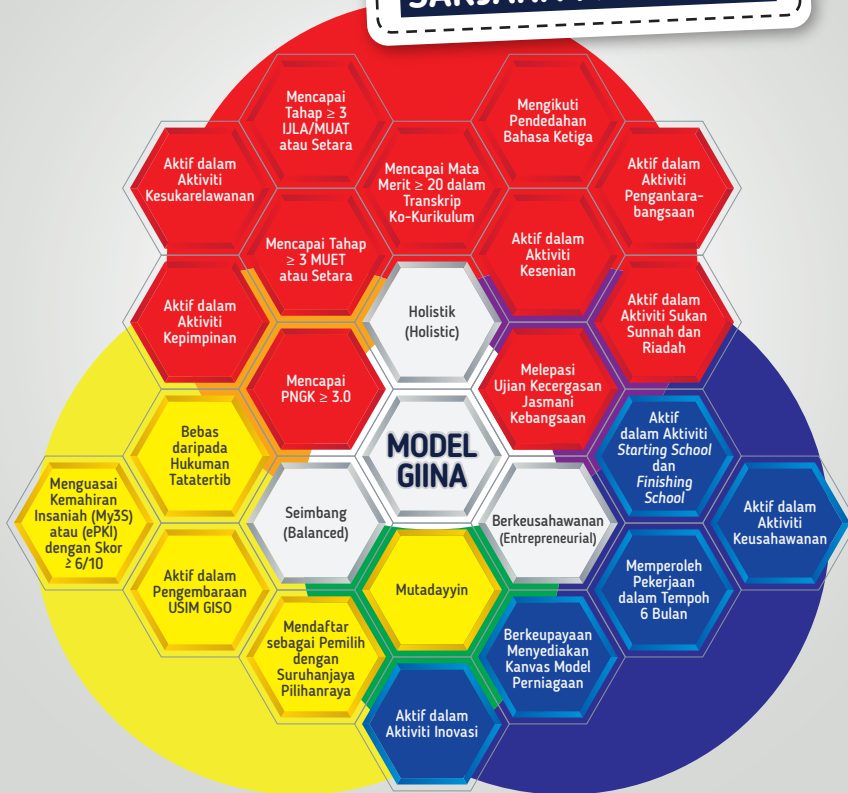 Mencapai
Tahap ≥ 3
IJLA/MUAT
atau Setara
Mengikuti
Pendedahan
Bahasa Ketiga
Aktif dalam
Aktiviti
Kesukarelawanan
Mencapai Mata
Merit ≥ 20 dalam
Transkrip
Ko-Kurikulum
Aktif dalam
Aktiviti
Pengantara-
bangsaan
Mencapai Tahap
≥ 3 MUET
atau Setara
Aktif dalam
Aktiviti
Kesenian
Aktif dalam
Aktiviti
Kepimpinan
Holistik
(Holistic)
Aktif dalam
Aktiviti Sukan
Sunnah dan
Riadah
Mencapai
PNGK ≥ 3.0
Melepasi
Ujian Kecergasan
Jasmani
Kebangsaan
Bebas
daripada
Hukuman
Tatatertib
MODEL
GIINA
Aktif
dalam Aktiviti
Starting School
dan
Finishing
School
Menguasai
Kemahiran
Insaniah (My3S)
atau (ePKI)
dengan Skor
≥ 6/10
Seimbang
(Balanced)
Berkeusahawanan
(Entrepreneurial)
Aktif dalam
Aktiviti
Keusahawanan
Aktif dalam
Pengembaraan
USIM GISO
Mutadayyin
Memperoleh
Pekerjaan
dalam Tempoh
6 Bulan
Mendaftar
sebagai Pemilih
dengan
Suruhanjaya
Pilihanraya
Berkeupayaan
Menyediakan
Kanvas Model
Perniagaan
Aktif dalam
Aktiviti Inovasi